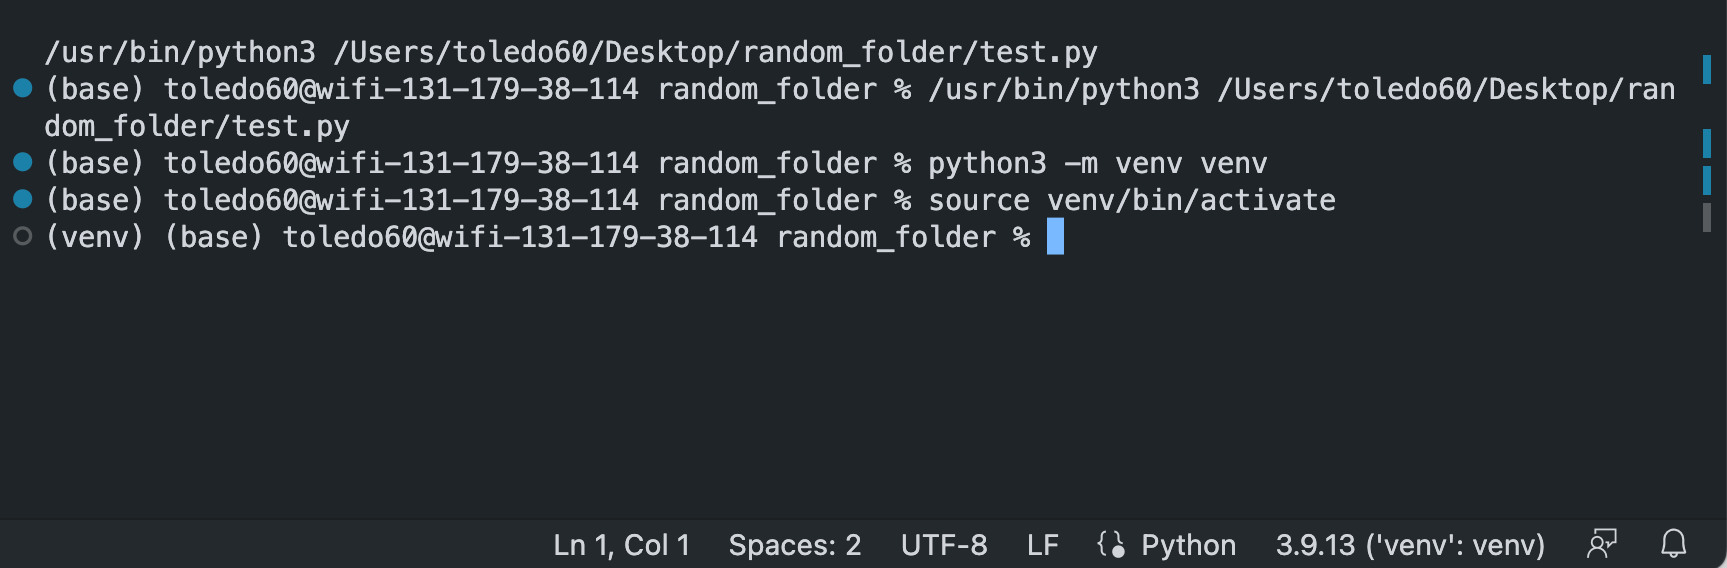 /usr/bin/python3 /Users/toledo60/Desktop/random_folder/test.py
(base) toledo60@wifi-131-179-38-114 random_folder % /usr/bin/python3 /Users/toledo60/Desktop/ran
dom_folder/test.py
(base) toledo60@wifi-131-179-38-114 random_folder % python3 -m venv venv
(base) toledo60@wifi-131-179-38-114 random_folder % source venv/bin/activate
(venv) (base) toledo60@wifi-131-179-38-114 random_folder %
Ln 1, Col 1 Spaces: 2 UTF-8 LF Python 3.9.13 ('venv': venv)